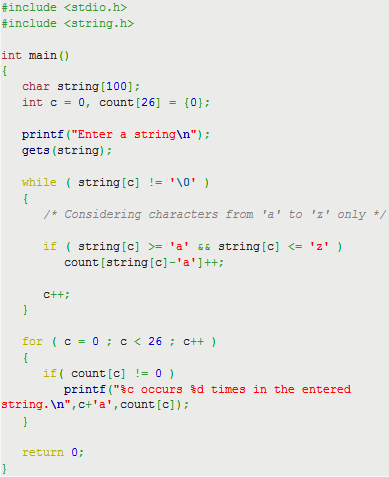 #include <stdio.h>
#include <string.h>

int main()
{
   char string[100];
   int c = 0, count[26] = {0};

   printf("Enter a string\n");
   gets(string);

   while ( string[c] != '\0' )
   {
      /* Considering characters from 'a' to 'z' only */

      if ( string[c] >= 'a' && string[c] <= 'z' )
         count[string[c]-'a']++;

      c++;
   }

   for ( c = 0 ; c < 26 ; c++ )
   {
      if( count[c] != 0 )
         printf("%c occurs %d times in the entered
string.\n",c+'a',count[c]);
   }

   return 0;
}